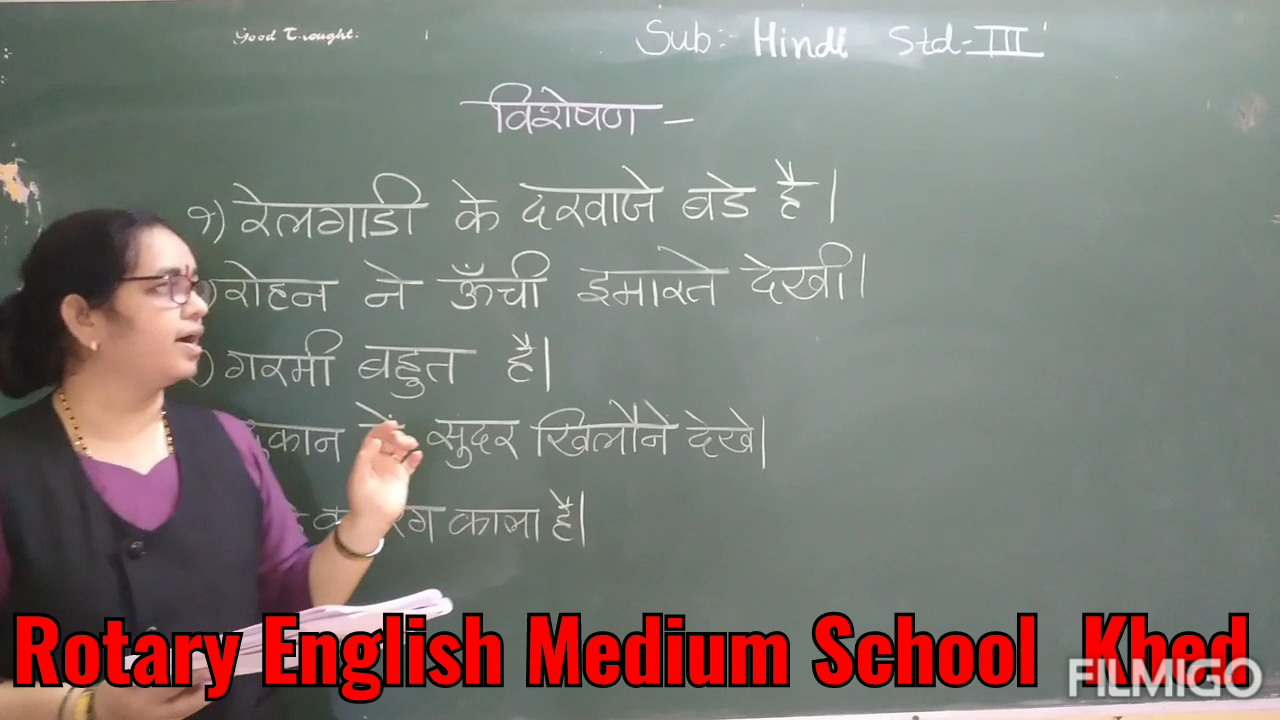 Good Thought.
Sub:- Hindi Std-III
विशेषण -
१) रेलगाडी के दरवाजे बडे है।
रोहन ने ऊँची इमारते देखी।
) गरमी बहुत है।
दुकान में सुंदर खिलौने देखे।
रंग काला है।
Rotary English Medium School Khed
FILMIGO